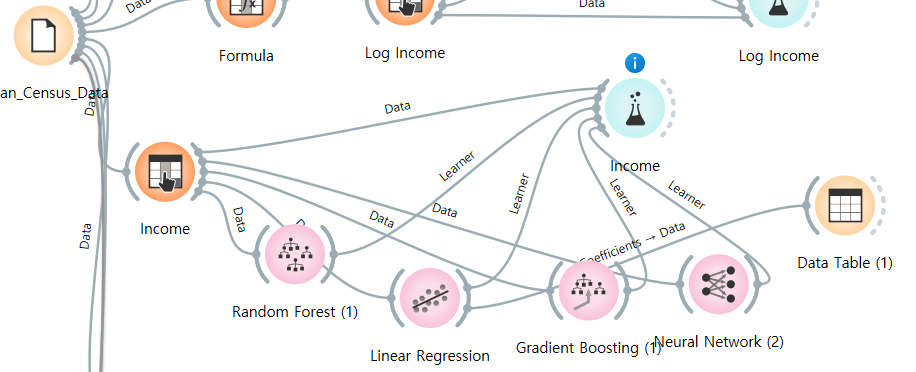 Data
Formula
Log Income
Data
Log Income
an_Census_Data
Data
Data
Income
Learner
Income
Learner
Learner
Learner
Data
Data
Data
Data
D
Coefficients → Data
Data Table (1)
Random Forest (1)
Linear Regression
Gradient Boosting (1)
Neural Network (2)